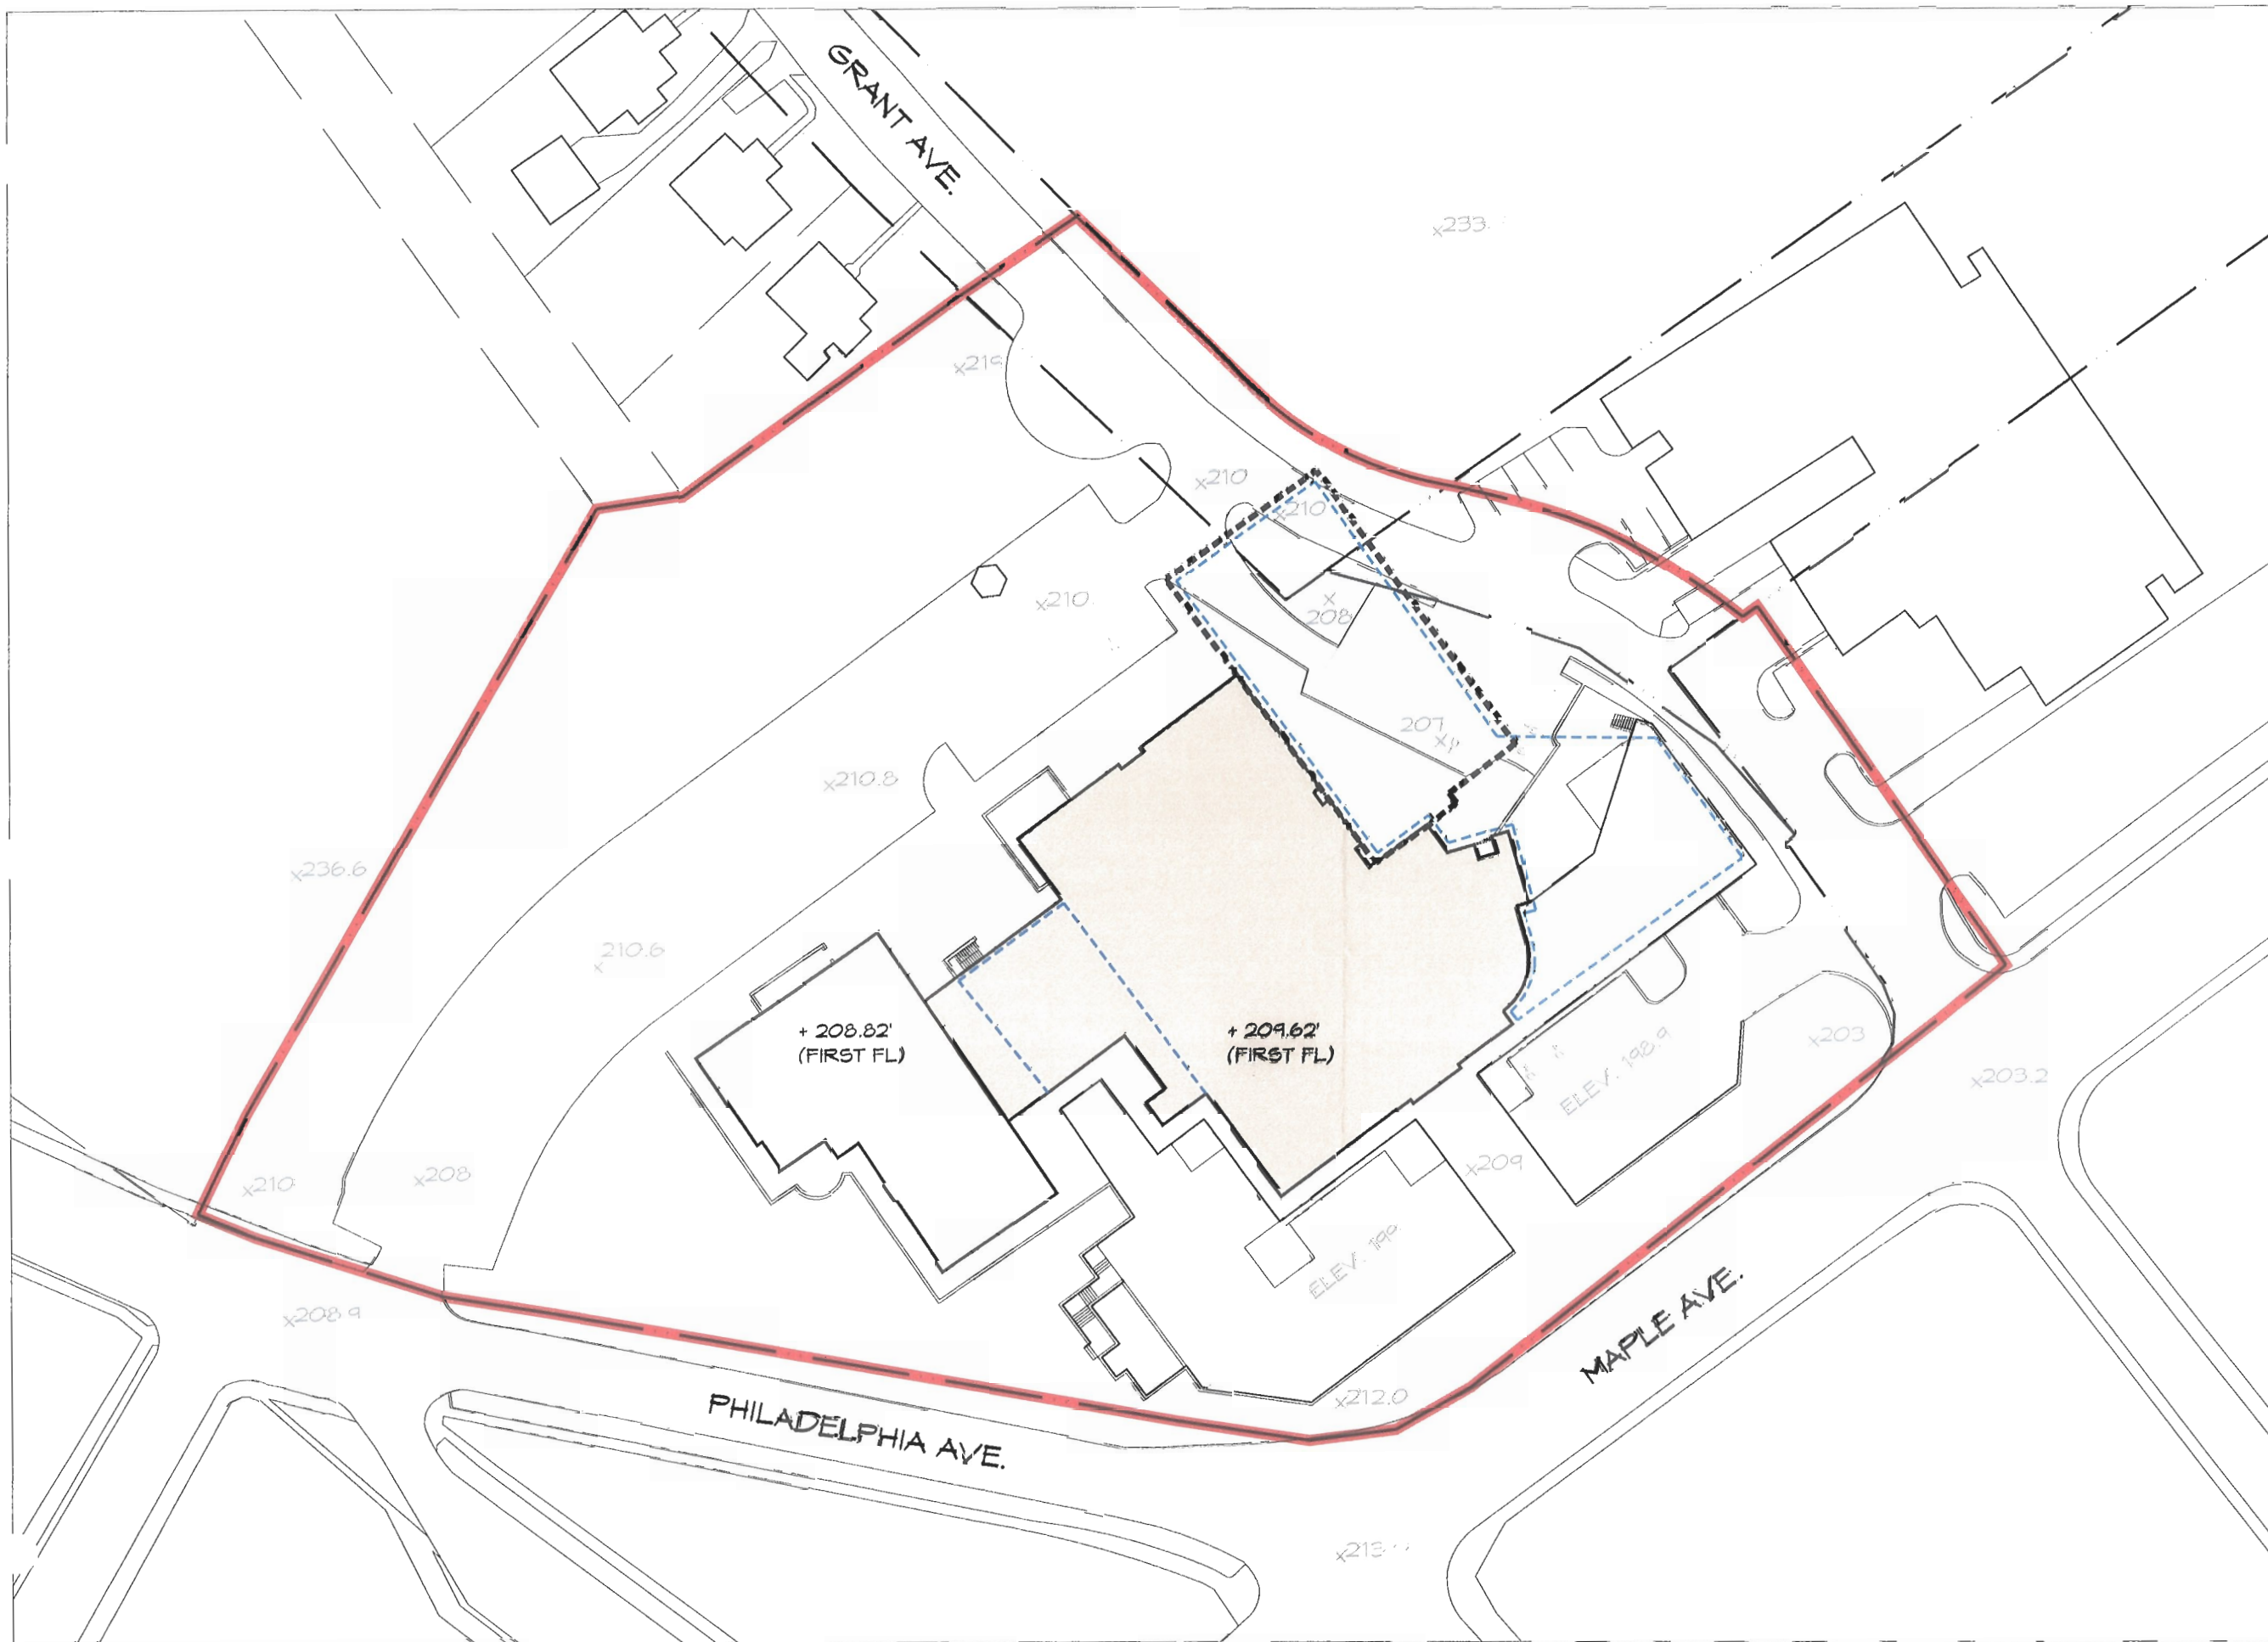 GRANT AVE.
x233.
x219
x210
x210
x
208
x210.
207
x210.8
x236.6
x210.6
+ 208.82'
(FIRST FL)
+ 209.62'
(FIRST FL)
ELEV. 198.9
x203
x203.2
x210
x208
x209
ELEV. 199.
x208.9
MAPLE AVE.
x212.0
PHILADELPHIA AVE.
x213